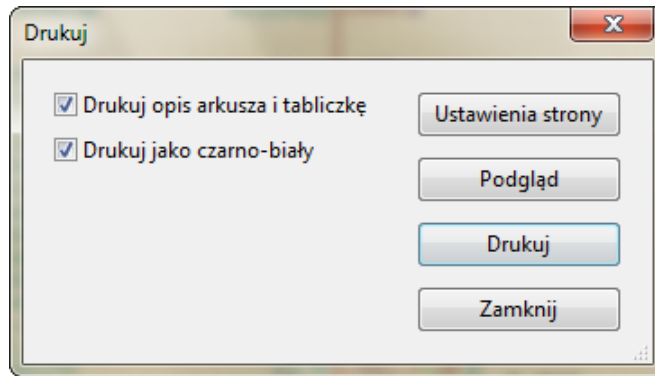 Drukuj
Drukuj opis arkusza i tabliczkę
Drukuj jako czarno-biały
Ustawienia strony
Podgląd
Drukuj
Zamknij